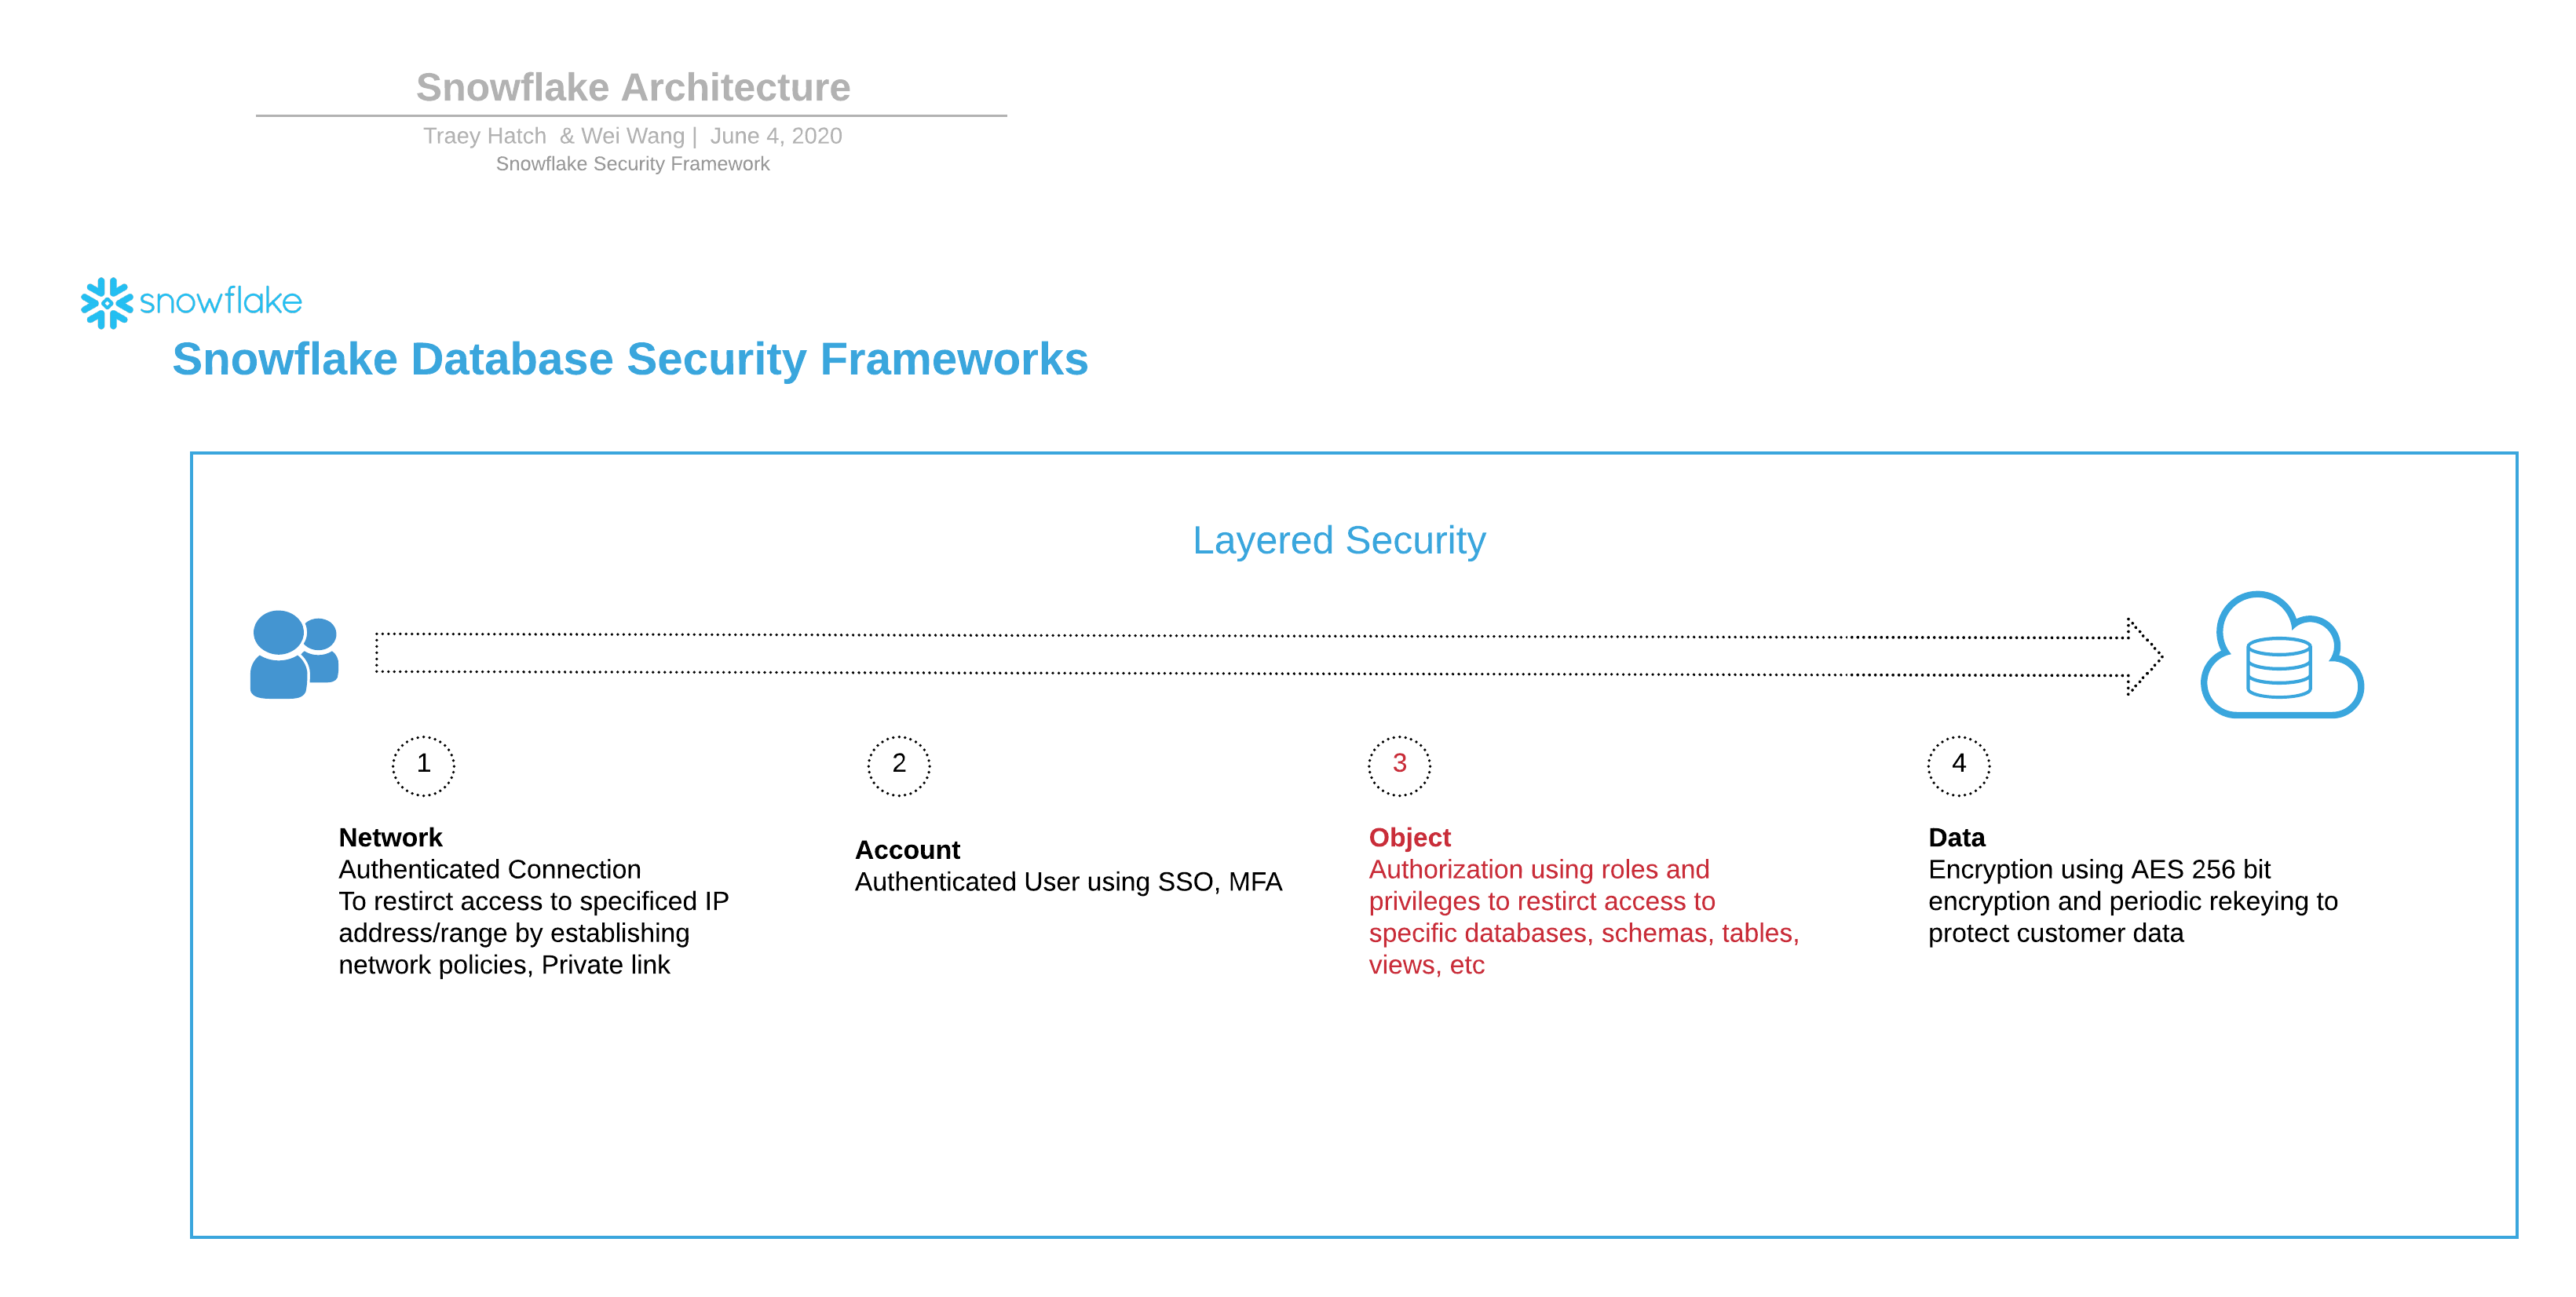 Snowflake Architecture
Traey Hatch & Wei Wang | June 4, 2020
Snowflake Security Framework
snowflake
Snowflake Database Security Frameworks
Layered Security
1
2
3
4
Network
Authenticated Connection
To restirct access to specificed IP
address/range by establishing
network policies, Private link
Account
Authenticated User using SSO, MFA
Object
Authorization using roles and
privileges to restirct access to
specific databases, schemas, tables,
views, etc
Data
Encryption using AES 256 bit
encryption and periodic rekeying to
protect customer data